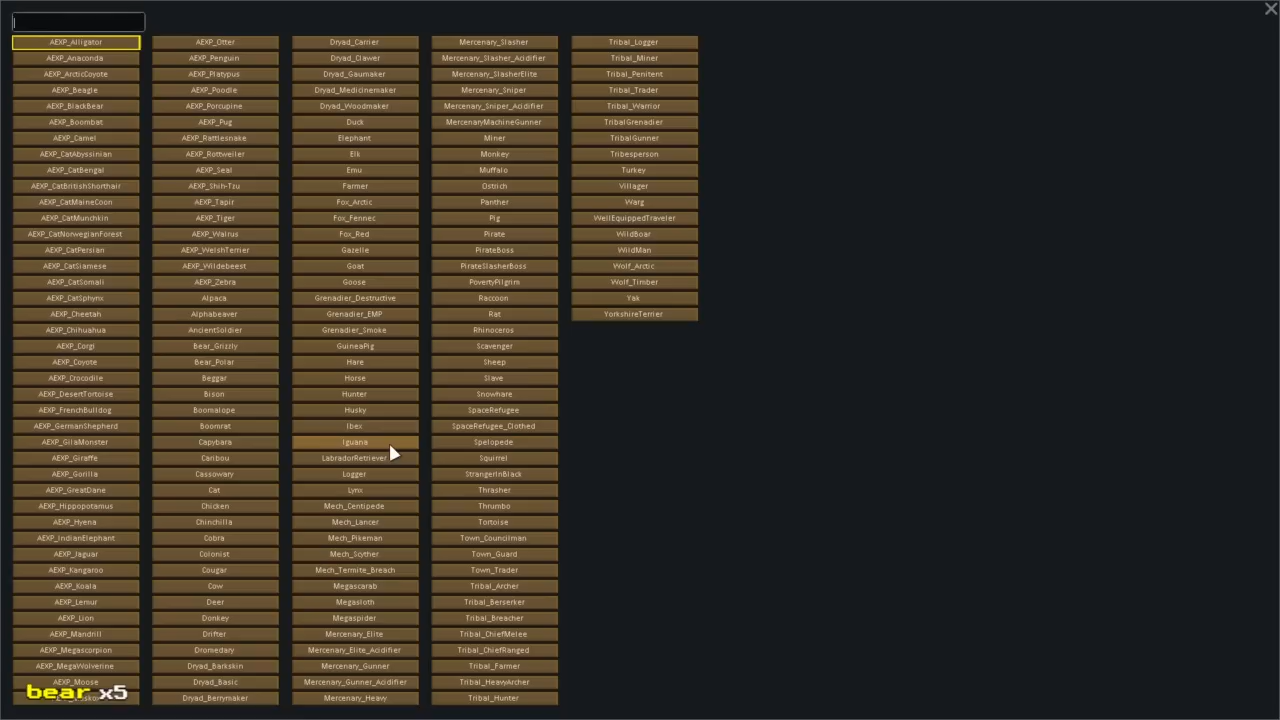 AEXP_Alligator
AEXP_Anaconda
AEXP_ArcticCoyote
AEXP_Beagle
AEXP_BlackBear
AEXP_Boombat
AEXP_Camel
AEXP_CatAbyssinian
AEXP_CatBengal
AEXP_CatBritishShorthair
AEXP_CatMaineCoon
AEXP_CatMunchkin
AEXP_CatNorwegianForest
AEXP_CatPersian
AEXP_CatSiamese
AEXP_CatSomali
AEXP_CatSphynx
AEXP_Cheetah
AEXP_Chihuahua
AEXP_Corgi
AEXP_Coyote
AEXP_Crocodile
AEXP_DesertTortoise
AEXP_FrenchBulldog
AEXP_GermanShepherd
AEXP_GilaMonster
AEXP_Giraffe
AEXP_Gorilla
AEXP_GreatDane
AEXP_Hippopotamus
AEXP_Hyena
AEXP_IndianElephant
AEXP_Jaguar
AEXP_Kangaroo
AEXP_Koala
AEXP_Lemur
AEXP_Lion
AEXP_Mandrill
AEXP_Megascorpion
AEXP_MegaWolverine
AEXP_Moose
bear x5
AEXP_Otter
AEXP_Penguin
AEXP_Platypus
AEXP_Poodle
AEXP_Porcupine
AEXP_Pug
AEXP_Rattlesnake
AEXP_Rottweiler
AEXP_Seal
AEXP_Shih-Tzu
AEXP_Tapir
AEXP_Tiger
AEXP_Walrus
AEXP_WelshTerrier
AEXP_Wildebeest
AEXP_Zebra
Alpaca
Alphabeaver
AncientSoldier
Bear_Grizzly
Bear_Polar
Beggar
Bison
Boomalope
Boomrat
Capybara
Caribou
Cassowary
Cat
Chicken
Chinchilla
Cobra
Colonist
Cougar
Cow
Deer
Donkey
Drifter
Dromedary
Dryad_Barkskin
Dryad_Basic
Dryad_Berrymaker
Dryad_Carrier
Dryad_Clawer
Dryad_Gaumaker
Dryad_Medicinemaker
Dryad_Woodmaker
Duck
Elephant
Elk
Emu
Farmer
Fox_Arctic
Fox_Fennec
Fox_Red
Gazelle
Goat
Goose
Grenadier_Destructive
Grenadier_EMP
Grenadier_Smoke
GuineaPig
Hare
Horse
Hunter
Husky
Ibex
Iguana
LabradorRetriever
Logger
Lynx
Mech_Centipede
Mech_Lancer
Mech_Pikeman
Mech_Scyther
Mech_Termite_Breach
Megascarab
Megasloth
Megaspider
Mercenary_Elite
Mercenary_Elite_Acidifier
Mercenary_Gunner
Mercenary_Gunner_Acidifier
Mercenary_Heavy
Mercenary_Slasher
Mercenary_Slasher_Acidifier
Mercenary_SlasherElite
Mercenary_Sniper
Mercenary_Sniper_Acidifier
MercenaryMachineGunner
Miner
Monkey
Muffalo
Ostrich
Panther
Pig
Pirate
PirateBoss
PirateSlasherBoss
PovertyPilgrim
Raccoon
Rat
Rhinoceros
Scavenger
Sheep
Slave
Snowhare
SpaceRefugee
SpaceRefugee_Clothed
Spelopede
Squirrel
StrangerInBlack
Thrasher
Thrumbo
Tortoise
Town_Councilman
Town_Guard
Town_Trader
Tribal_Archer
Tribal_Berserker
Tribal_Breacher
Tribal_ChiefMelee
Tribal_ChiefRanged
Tribal_Farmer
Tribal_HeavyArcher
Tribal_Hunter
Tribal_Logger
Tribal_Miner
Tribal_Penitent
Tribal_Trader
Tribal_Warrior
TribalGrenadier
TribalGunner
Tribesperson
Turkey
Villager
Warg
WellEquippedTraveler
WildBoar
WildMan
Wolf_Arctic
Wolf_Timber
Yak
YorkshireTerrier